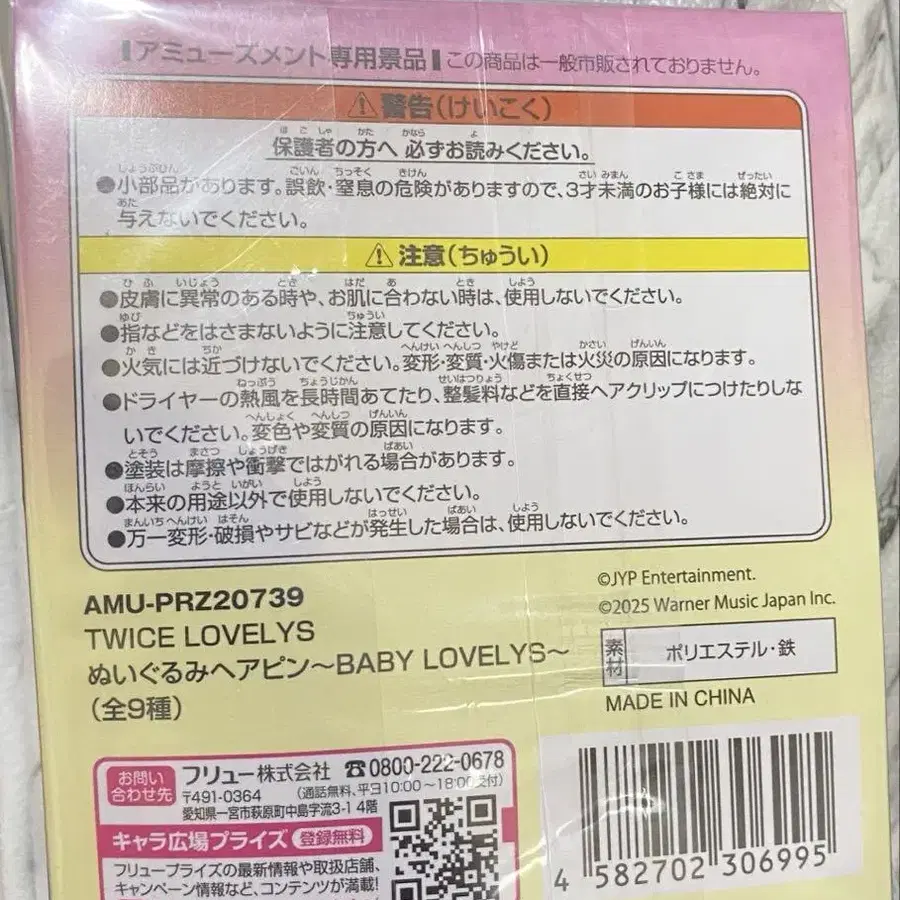 アミューズメント専用景品 この商品は一般市販されておりません。
⚠警告(けいこく)
保護者の方へ 必ずお読みください。
●小部品があります。誤飲・窒息の危険がありますので、3才未満のお子様には絶対に
与えないでください。
⚠注意(ちゅうい)
●皮膚に異常のある時や、お肌に合わない時は、使用しないでください。
●指などをはさまないように注意してください。
●火気には近づけないでください。変形・変質・火傷または火災の原因になります。
●ドライヤーの熱風を長時間あてたり、整髪料などを直接ヘアクリップにつけたりしな
いでください。変色や変質の原因になります。
●塗装は摩擦や衝撃ではがれる場合があります。
●本来の用途以外で使用しないでください。
●万一変形・破損やサビなどが発生した場合は、使用しないでください。
©JYP Entertainment.
©2025 Warner Music Japan Inc.
AMU-PRZ20739
TWICE LOVELYS
ぬいぐるみヘアピン〜BABY LOVELYS〜
(全9種)
素材 ポリエステル・鉄
MADE IN CHINA
お問い合わせ先 フリュー株式会社 ☎0800-222-0678
〒491-0364 (通話無料、平日10:00〜18:00受付)
愛知県一宮市萩原町中島字流3-1 4階
キャラ広場プライズ 登録無料
フリュープライズの最新情報や取扱店舗、
キャンペーン情報など、コンテンツが満載!
4 582702 306995